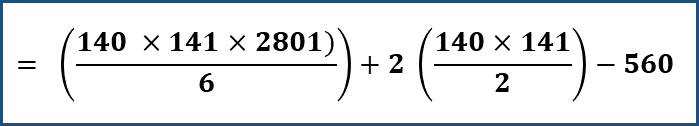 = ((140 × 141 × 2801))/6) + 2 ((140 × 141)/2) − 560